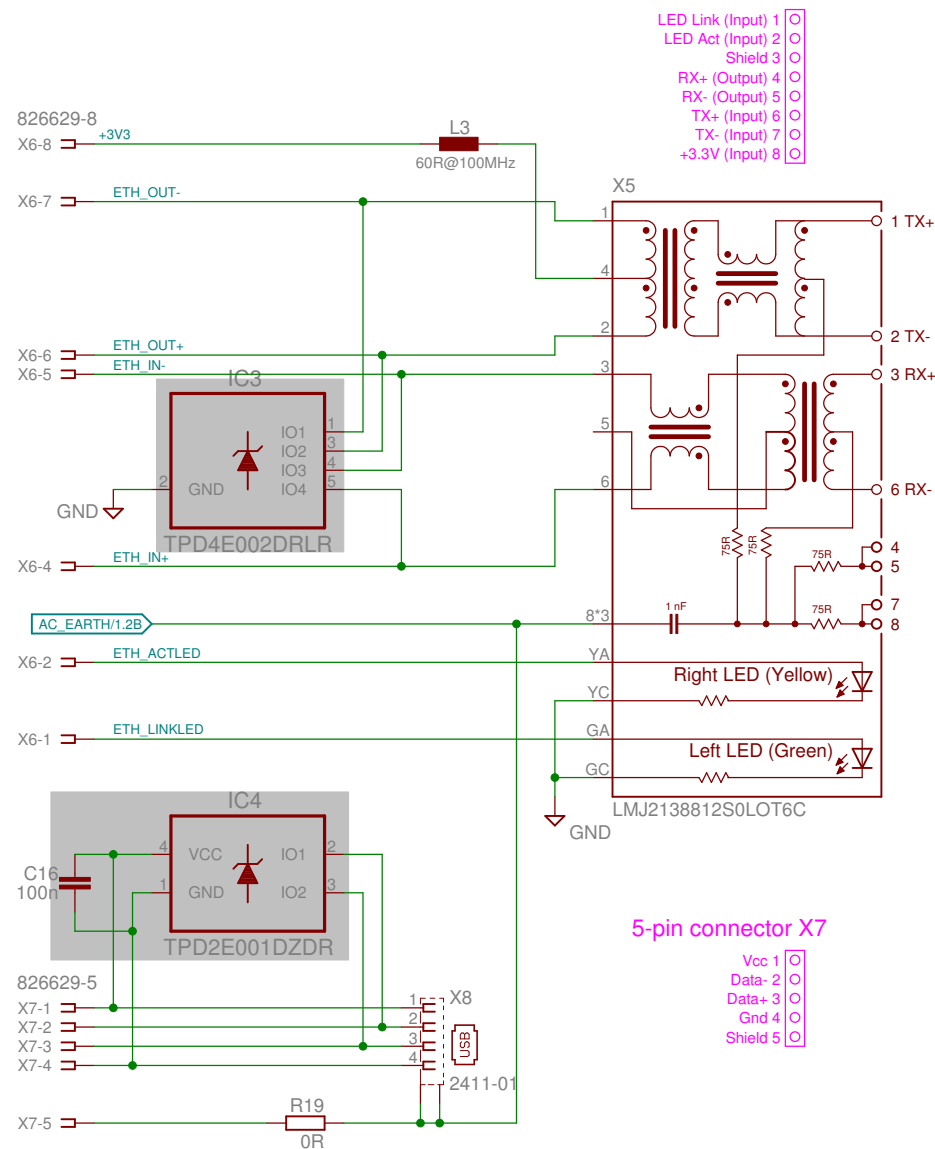 LED Link (Input) 1
LED Act (Input) 2
Shield 3
RX+ (Output) 4
RX- (Output) 5
TX+ (Input) 6
TX- (Input) 7
+3.3V (Input) 8
826629-8
X6-8
+3V3
L3
60R@100MHz
X6-7
ETH_OUT-
X6-6
ETH_OUT+
X6-5
ETH_IN-
IC3
IO1 1
IO2 3
IO3 4
IO4 5
2 GND
GND
TPD4E002DRLR
X6-4
ETH_IN+
AC_EARTH/1.2B
X6-2
ETH_ACTLED
X6-1
ETH_LINKLED
X5
1
4
2
3
5
6
8*3
YA
YC
GA
GC
1 TX+
2 TX-
3 RX+
6 RX-
75R
75R
75R
4
5
1 nF
75R
7
8
Right LED (Yellow)
Left LED (Green)
LMJ2138812S0LOT6C
GND
IC4
C16
100n
4 VCC
1 GND
IO1 2
IO2 3
TPD2E001DZDR
826629-5
X7-1
X7-2
X7-3
X7-4
X7-5
X8
1
2
3
4
USB
2411-01
R19
0R
5-pin connector X7
Vcc 1
Data- 2
Data+ 3
Gnd 4
Shield 5